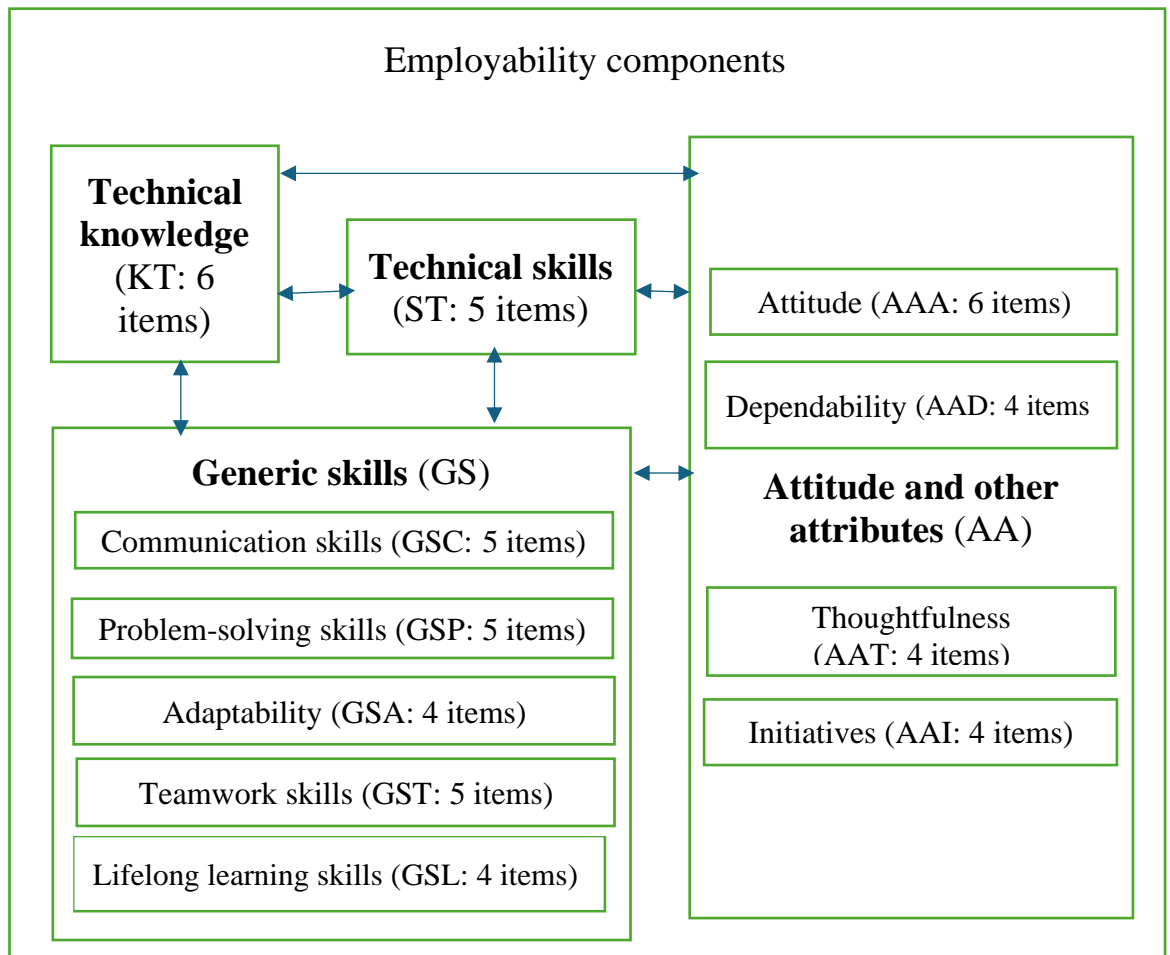 Employability components
Technical
knowledge
(KT: 6
items)
Technical skills
(ST: 5 items)
Generic skills (GS)
Communication skills (GSC: 5 items)
Problem-solving skills (GSP: 5 items)
Adaptability (GSA: 4 items)
Teamwork skills (GST: 5 items)
Lifelong learning skills (GSL: 4 items)
Attitude (AAA: 6 items)
Dependability (AAD: 4 items
Attitude and other
attributes (AA)
Thoughtfulness
(AAT: 4 items)
Initiatives (AAI: 4 items)